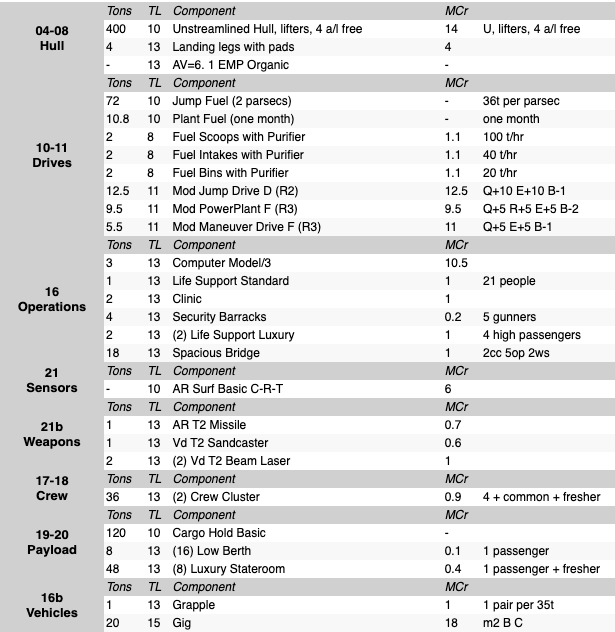 04-08 Hull
Tons TL Component MCr
400 10 Unstreamlined Hull, lifters, 4 a/l free 14 U, lifters, 4 a/l free
4 13 Landing legs with pads 4
- 13 AV=6. 1 EMP Organic -
10-11 Drives
Tons TL Component MCr
72 10 Jump Fuel (2 parsecs) - 36t per parsec
10.8 10 Plant Fuel (one month) - one month
2 8 Fuel Scoops with Purifier 1.1 100 t/hr
2 8 Fuel Intakes with Purifier 1.1 40 t/hr
2 8 Fuel Bins with Purifier 1.1 20 t/hr
12.5 11 Mod Jump Drive D (R2) 12.5 Q+10 E+10 B-1
9.5 11 Mod PowerPlant F (R3) 9.5 Q+5 R+5 E+5 B-2
5.5 11 Mod Maneuver Drive F (R3) 11 Q+5 E+5 B-1
16 Operations
Tons TL Component MCr
3 13 Computer Model/3 10.5
1 13 Life Support Standard 1 21 people
2 13 Clinic 1
4 13 Security Barracks 0.2 5 gunners
2 13 (2) Life Support Luxury 1 4 high passengers
18 13 Spacious Bridge 1 2cc 5op 2ws
21 Sensors
Tons TL Component MCr
- 10 AR Surf Basic C-R-T 6
21b Weapons
Tons TL Component MCr
1 13 AR T2 Missile 0.7
1 13 Vd T2 Sandcaster 0.6
2 13 (2) Vd T2 Beam Laser 1
17-18 Crew
Tons TL Component MCr
36 13 (2) Crew Cluster 0.9 4 + common + fresher
19-20 Payload
Tons TL Component MCr
120 10 Cargo Hold Basic -
8 13 (16) Low Berth 0.1 1 passenger
48 13 (8) Luxury Stateroom 0.4 1 passenger + fresher
16b Vehicles
Tons TL Component MCr
1 13 Grapple 1 1 pair per 35t
20 15 Gig 18 m2 B C